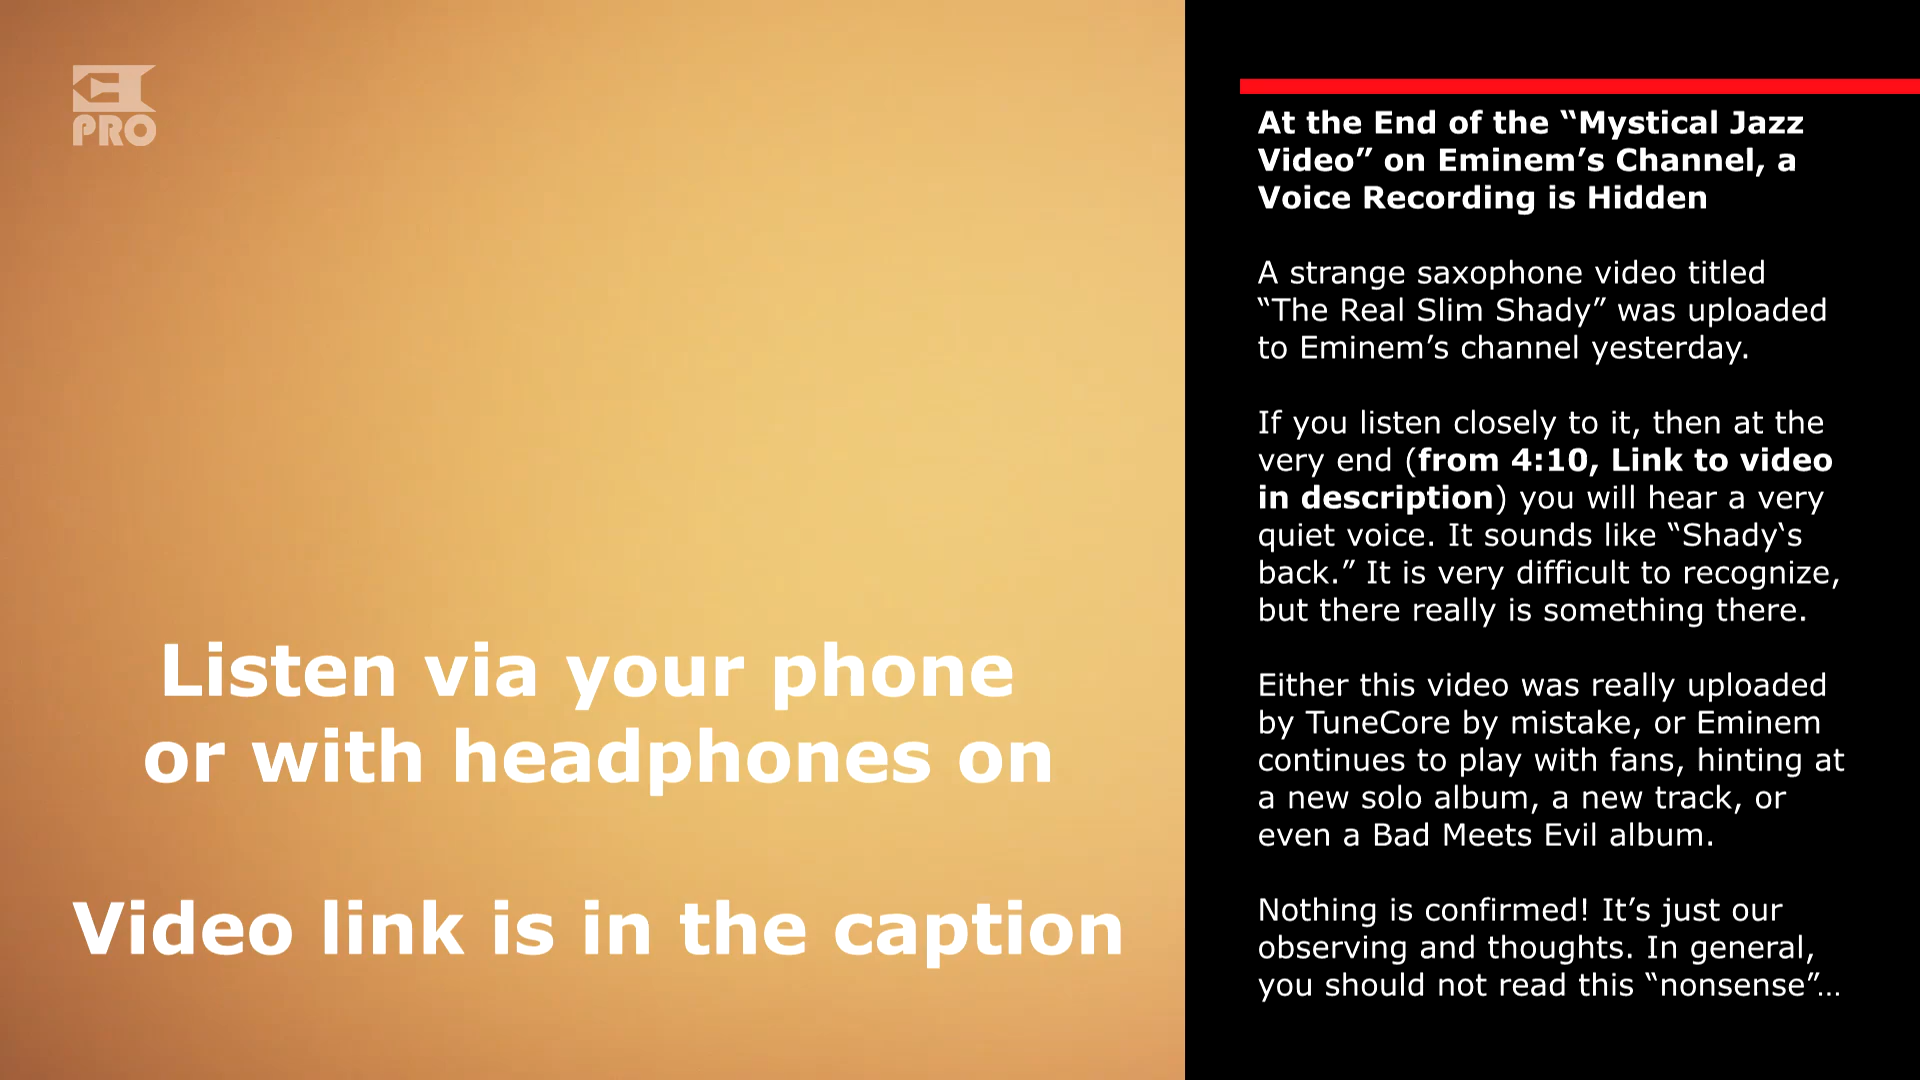 PRO
Listen via your phone
or with headphones on
Video link is in the caption
At the End of the “Mystical Jazz
Video” on Eminem’s Channel, a
Voice Recording is Hidden
A strange saxophone video titled
“The Real Slim Shady” was uploaded
to Eminem’s channel yesterday.
If you listen closely to it, then at the
very end (from 4:10, Link to video
in description) you will hear a very
quiet voice. It sounds like “Shady‘s
back.” It is very difficult to recognize,
but there really is something there.
Either this video was really uploaded
by TuneCore by mistake, or Eminem
continues to play with fans, hinting at
a new solo album, a new track, or
even a Bad Meets Evil album.
Nothing is confirmed! It’s just our
observing and thoughts. In general,
you should not read this “nonsense”…